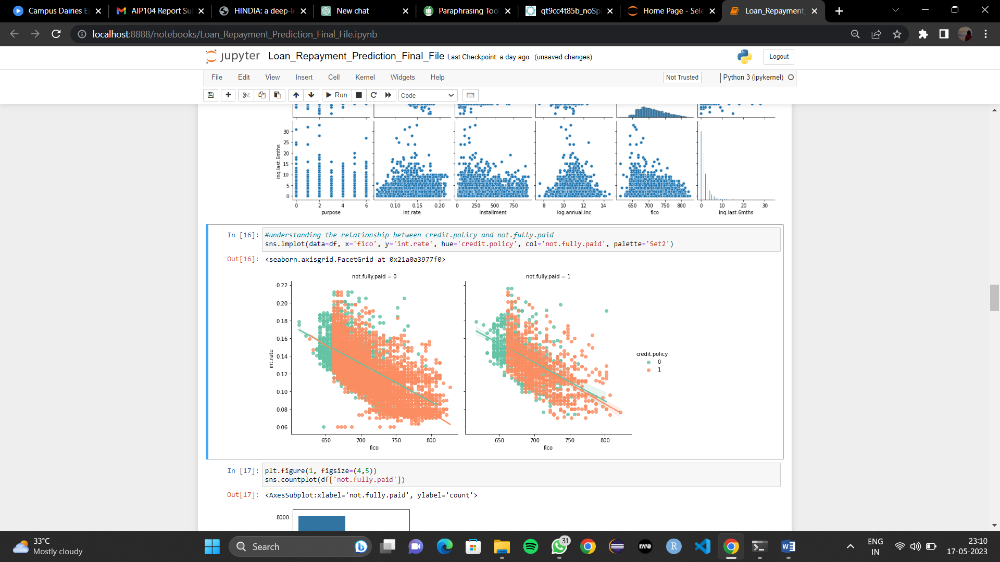 Campus Dairies E
AIP104 Report Su
HINDIA: a deep-le
New chat
Paraphrasing Too
qt9cc4t85b_noSp
Home Page - Sele
Loan_Repayment_
localhost:8888/notebooks/Loan_Repayment_Prediction_Final_File.ipynb
jupyter Loan_Repayment_Prediction_Final_File Last Checkpoint: a day ago (unsaved changes)
Logout
File Edit View Insert Cell Kernel Widgets Help
Not Trusted
Python 3 (ipykernel)
Run
Code
inq.last.6mths
30
25
20
15
10
5
0
0 2 4 6
0.10 0.15 0.20
0 250 500 750
8 10 12 14
650 700 750 800
0 10 20 30
purpose int.rate installment log.annual.inc fico inq.last.6mths
In [16]: #understanding the relationship between credit.policy and not.fully.paid
sns.lmplot(data=df, x='fico', y='int.rate', hue='credit.policy', col='not.fully.paid', palette='Set2')
Out[16]: <seaborn.axisgrid.FacetGrid at 0x21a0a3977f0>
not.fully.paid = 0
not.fully.paid = 1
int.rate
0.22
0.20
0.18
0.16
0.14
0.12
0.10
0.08
0.06
650 700 750 800
650 700 750 800
fico
fico
credit.policy
0
1
In [17]: plt.figure(1, figsize=(4,5))
sns.countplot(df['not.fully.paid'])
Out[17]: <AxesSubplot:xlabel='not.fully.paid', ylabel='count'>
8000
33°C
Mostly cloudy
Search
31
rave
R
ENG
IN
23:10
17-05-2023